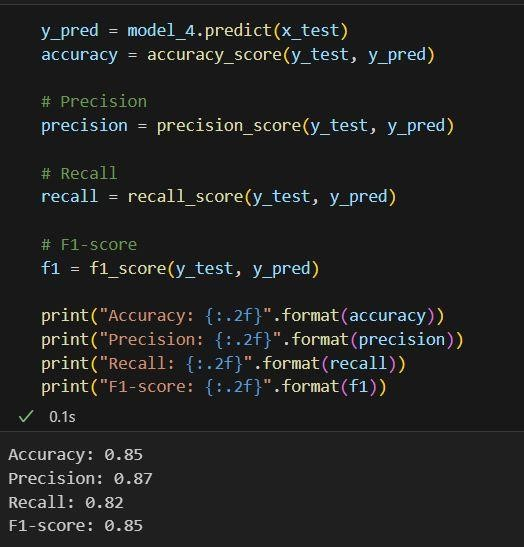 y_pred = model_4.predict(x_test)
accuracy = accuracy_score(y_test, y_pred)
# Precision
precision = precision_score(y_test, y_pred)
# Recall
recall = recall_score(y_test, y_pred)
# F1-score
f1 = f1_score(y_test, y_pred)
print("Accuracy: {:.2f}".format(accuracy))
print("Precision: {:.2f}".format(precision))
print("Recall: {:.2f}".format(recall))
print("F1-score: {:.2f}".format(f1))
0.1s
Accuracy: 0.85
Precision: 0.87
Recall: 0.82
F1-score: 0.85